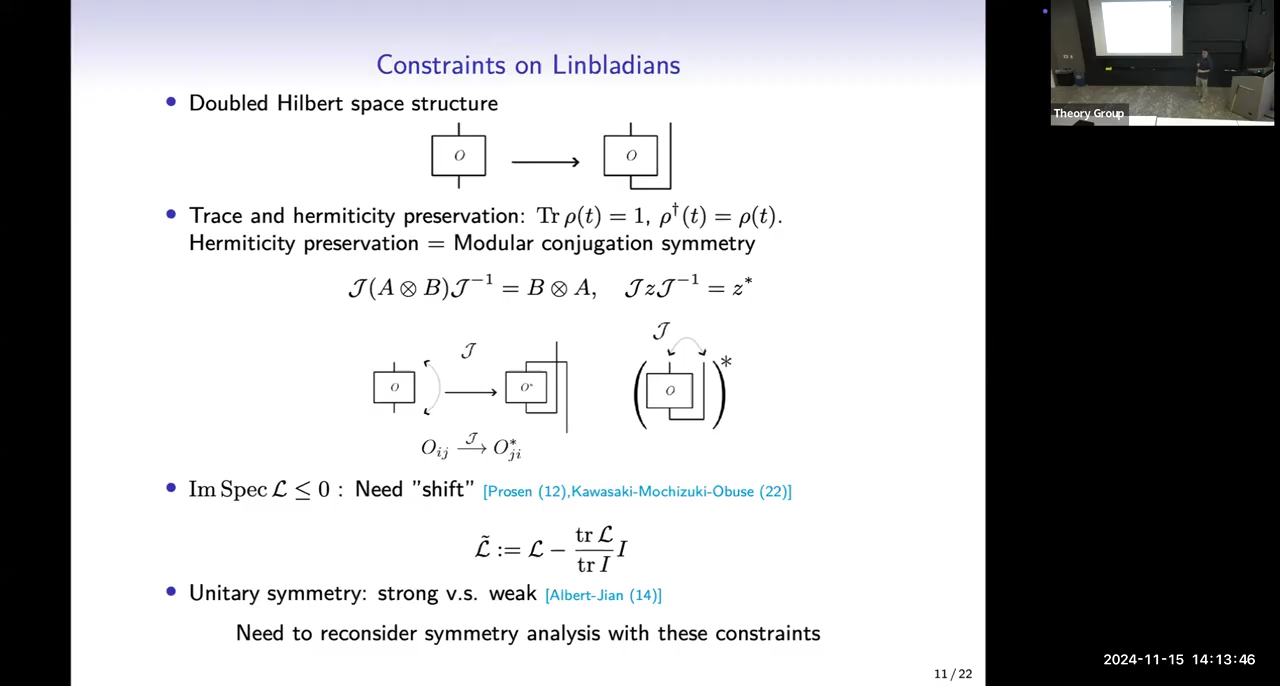 Constraints on Linbladians
• Doubled Hilbert space structure
O
O
• Trace and hermiticity preservation: Tr ρ(t) = 1, ρ†(t) = ρ(t).
Hermiticity preservation = Modular conjugation symmetry
𝒥(A ⊗ B)𝒥⁻¹ = B ⊗ A, 𝒥z𝒥⁻¹ = z*
𝒥
O
O*
𝒥
( O )*
O_ij 𝒥→ O*_ji
• Im Spec ℒ ≤ 0 : Need "shift" [Prosen (12),Kawasaki-Mochizuki-Obuse (22)]
ℒ̃ := ℒ − (tr ℒ / tr I) I
• Unitary symmetry: strong v.s. weak [Albert-Jian (14)]
Need to reconsider symmetry analysis with these constraints
11 / 22
Theory Group
2024-11-15 14:13:46